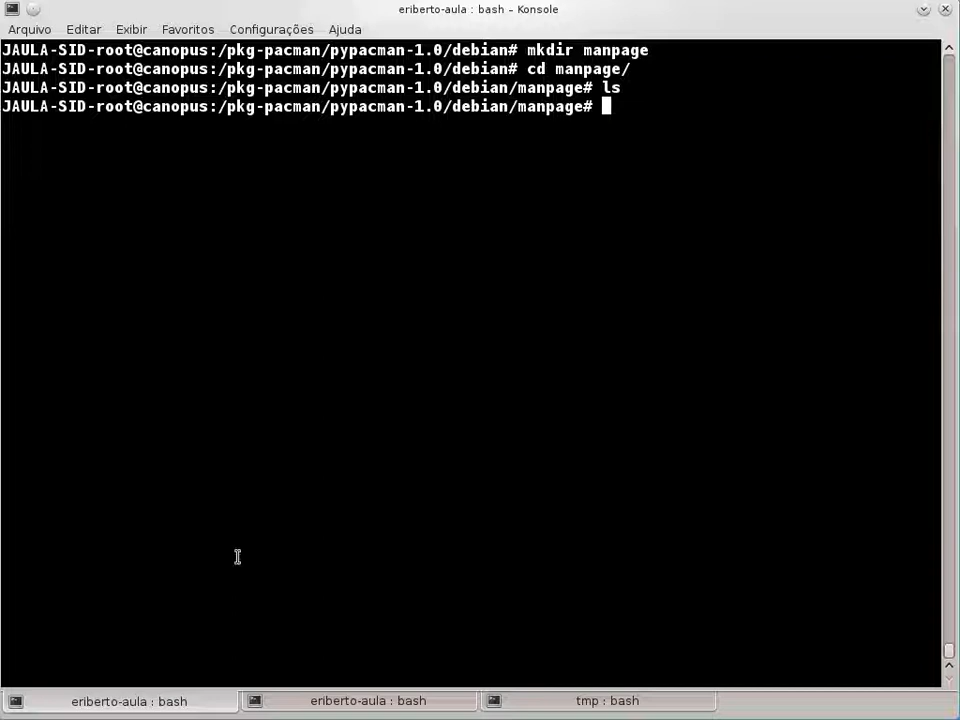 eriberto-aula : bash – Konsole
Arquivo Editar Exibir Favoritos Configurações Ajuda
JAULA-SID-root@canopus:/pkg-pacman/pypacman-1.0/debian# mkdir manpage
JAULA-SID-root@canopus:/pkg-pacman/pypacman-1.0/debian# cd manpage/
JAULA-SID-root@canopus:/pkg-pacman/pypacman-1.0/debian/manpage# ls
JAULA-SID-root@canopus:/pkg-pacman/pypacman-1.0/debian/manpage#
eriberto-aula : bash eriberto-aula : bash tmp : bash